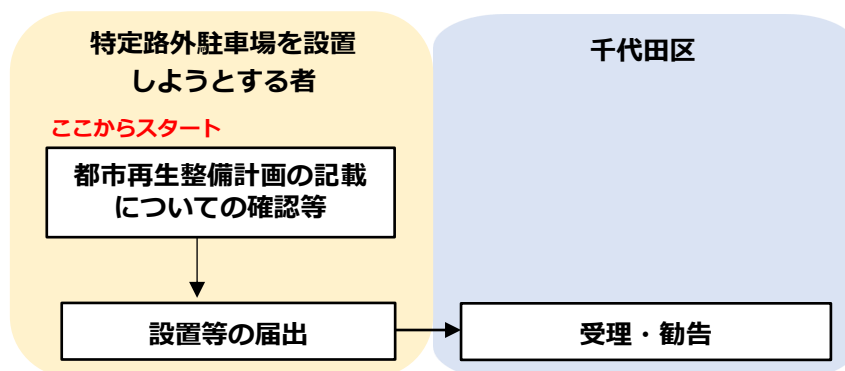 特定路外駐車場を設置
しようとする者
千代田区
ここからスタート
都市再生整備計画の記載
についての確認等
設置等の届出
受理・勧告